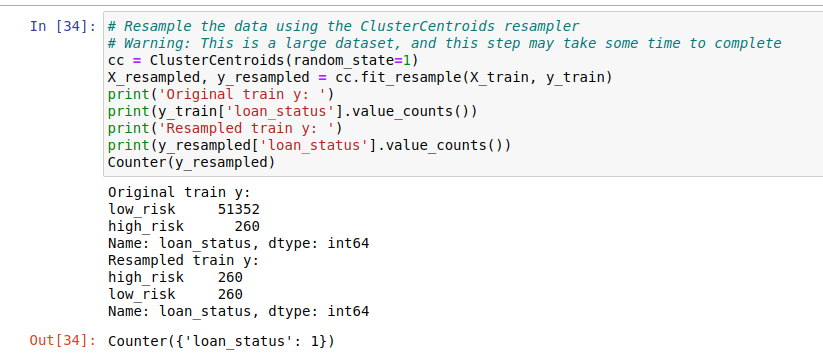 In [34]: # Resample the data using the ClusterCentroids resampler
# Warning: This is a large dataset, and this step may take some time to complete
cc = ClusterCentroids(random_state=1)
X_resampled, y_resampled = cc.fit_resample(X_train, y_train)
print('Original train y: ')
print(y_train['loan_status'].value_counts())
print('Resampled train y: ')
print(y_resampled['loan_status'].value_counts())
Counter(y_resampled)
Original train y:
low_risk     51352
high_risk      260
Name: loan_status, dtype: int64
Resampled train y:
high_risk    260
low_risk     260
Name: loan_status, dtype: int64
Out[34]: Counter({'loan_status': 1})